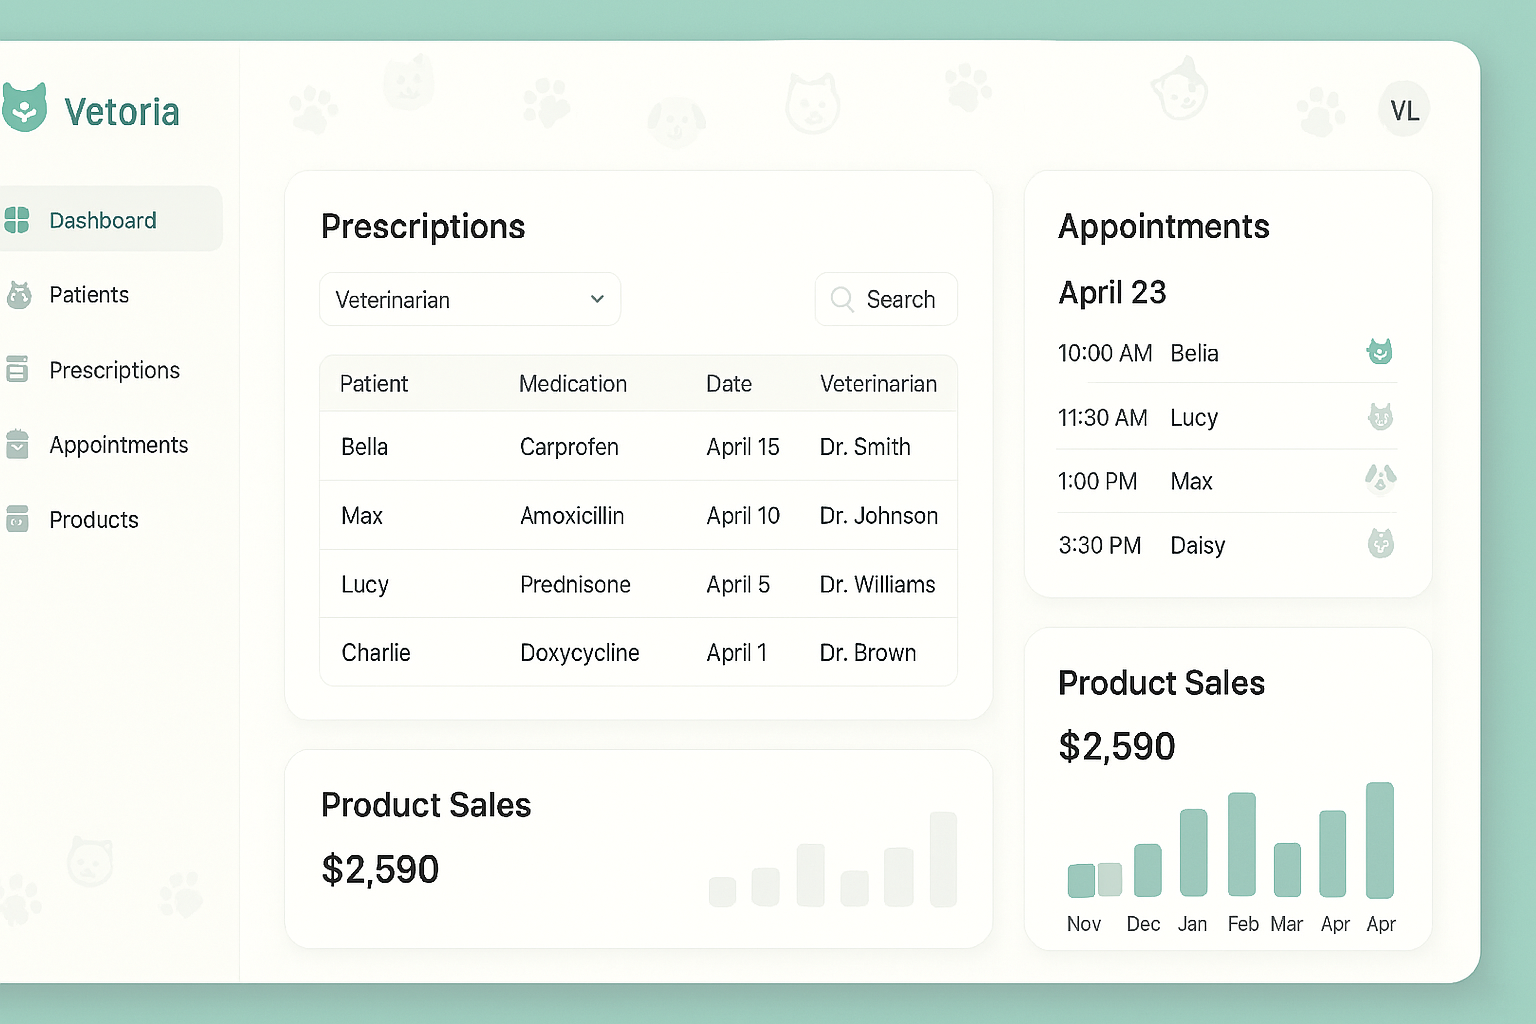 Vetoria
VL
Dashboard
Patients
Prescriptions
Appointments
Products
Prescriptions
Veterinarian
Search
Patient Medication Date Veterinarian
Bella Carprofen April 15 Dr. Smith
Max Amoxicillin April 10 Dr. Johnson
Lucy Prednisone April 5 Dr. Williams
Charlie Doxycycline April 1 Dr. Brown
Product Sales
$2,590
Appointments
April 23
10:00 AM Belia
11:30 AM Lucy
1:00 PM Max
3:30 PM Daisy
Product Sales
$2,590
Nov Dec Jan Feb Mar Apr Apr